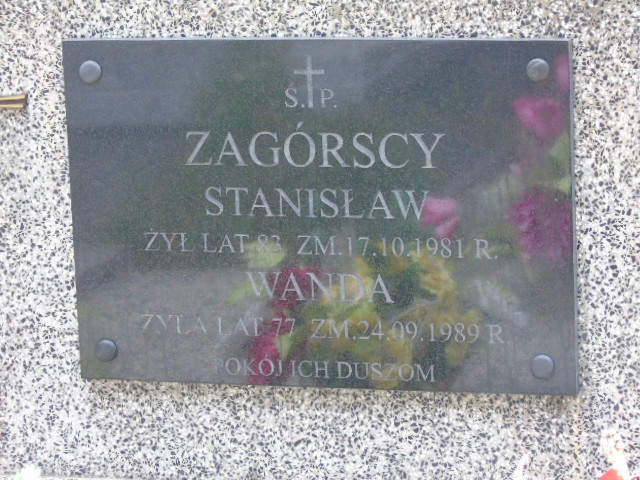 Ś. P.
ZAGÓRSCY
STANISŁAW
ŻYŁ LAT 83 ZM.17.10.1981 R.
WANDA
ŻYŁA LAT 77 ZM.24.09.1989 R.
POKÓJ ICH DUSZOM